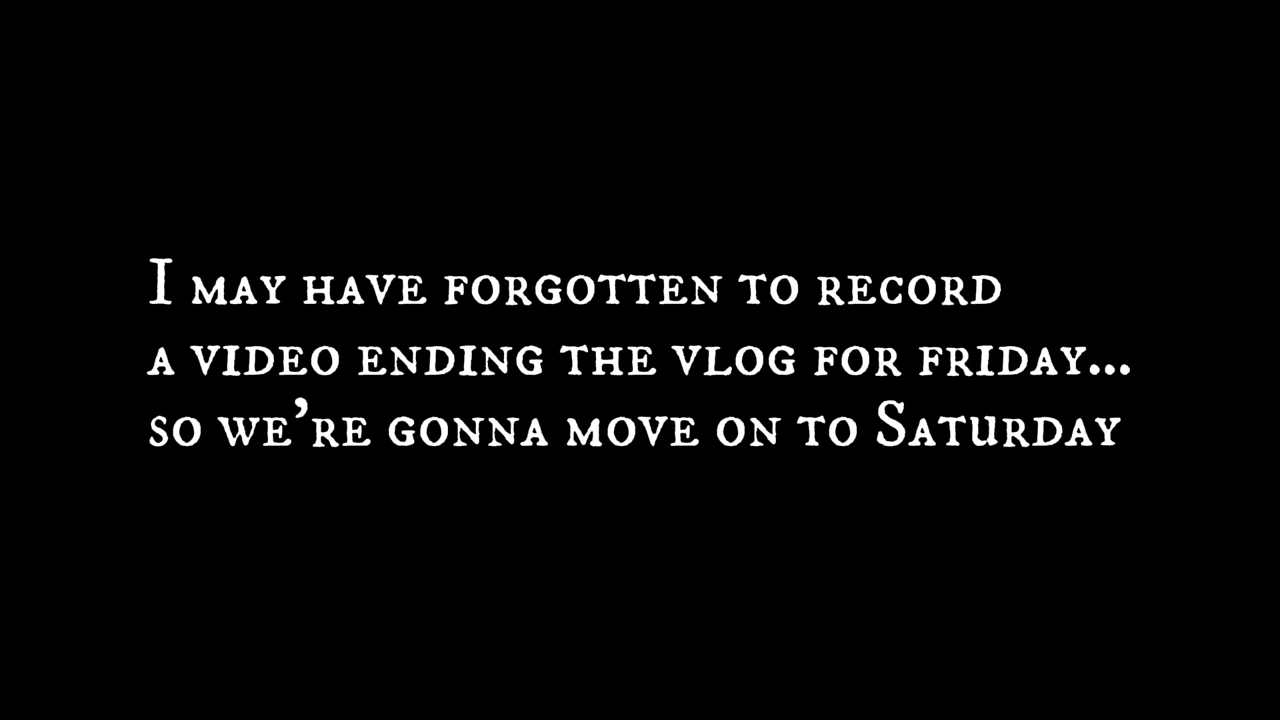 I may have forgotten to record
a video ending the vlog for friday...
so we're gonna move on to Saturday